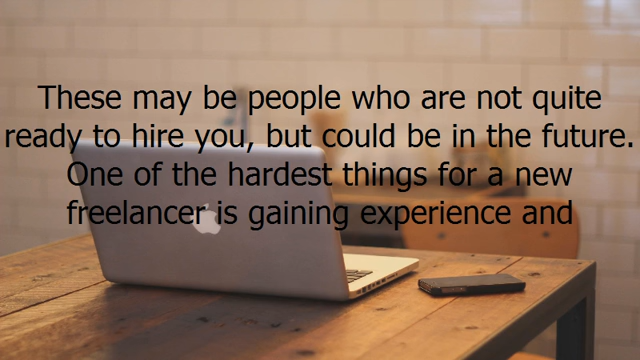 These may be people who are not quite
ready to hire you, but could be in the future.
One of the hardest things for a new
freelancer is gaining experience and